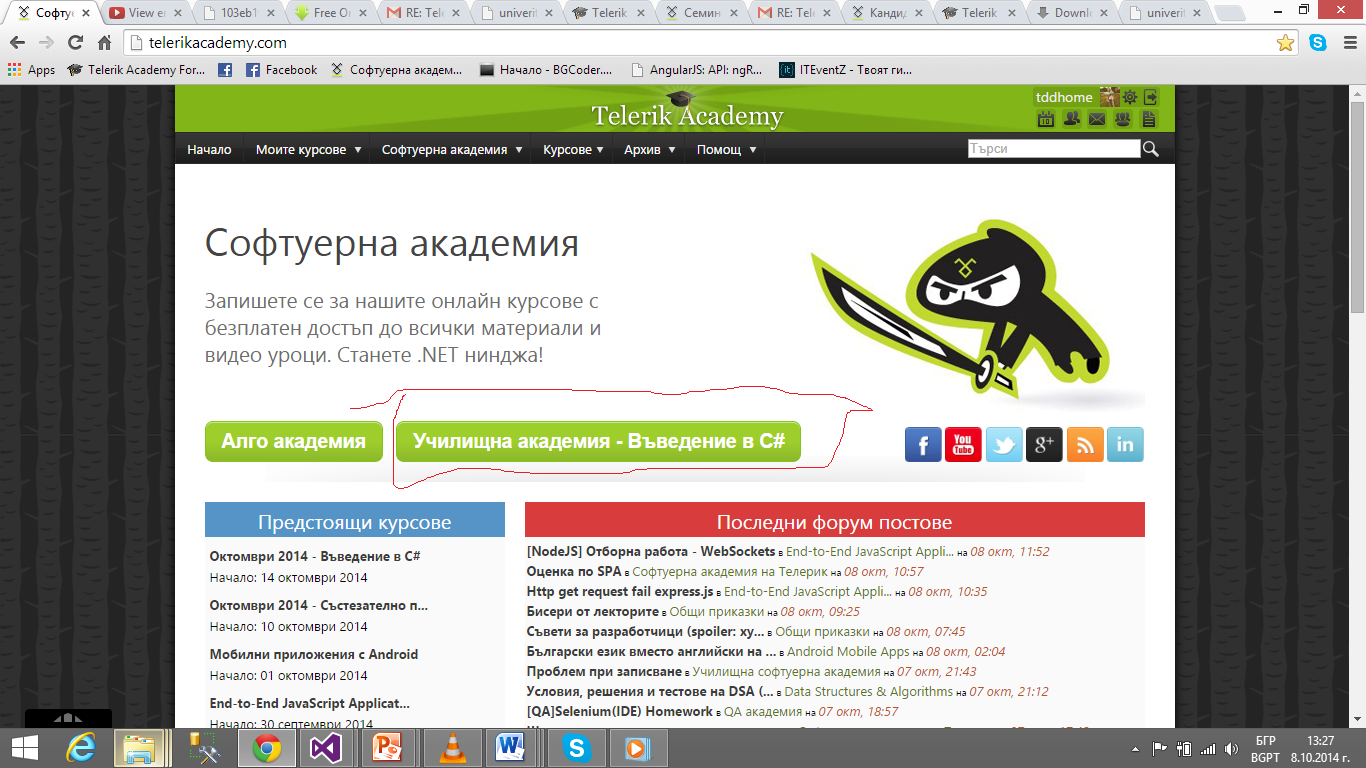 Софту
View e
103eb1
Free O
RE: Tele
univerit
Telerik
Семин
RE: Tele
Кандид
Telerik
Downl
univerit
telerikacademy.com
Apps
Telerik Academy For...
Facebook
Софтуерна академ...
Начало - BGCoder....
AngularJS: API: ngR...
ITEventZ - Твоят ги...
Telerik Academy
tddhome
Начало
Моите курсове
Софтуерна академия
Курсове
Архив
Помощ
Търси
Софтуерна академия
Запишете се за нашите онлайн курсове с
безплатен достъп до всички материали и
видео уроци. Станете .NET нинджа!
Алго академия
Училищна академия - Въведение в C#
You Tube
g+
in
Предстоящи курсове
Октомври 2014 - Въведение в C#
Начало: 14 октомври 2014
Октомври 2014 - Състезателно п...
Начало: 10 октомври 2014
Мобилни приложения с Android
Начало: 01 октомври 2014
End-to-End JavaScript Applicat...
Начало: 30 септември 2014
Последни форум постове
[NodeJS] Отборна работа - WebSockets в End-to-End JavaScript Appli... на 08 окт, 11:52
Оценка по SPA в Софтуерна академия на Телерик на 08 окт, 10:57
Http get request fail express.js в End-to-End JavaScript Appli... на 08 окт, 10:35
Бисери от лекторите в Общи приказки на 08 окт, 09:25
Съвети за разработчици (spoiler: ху... в Общи приказки на 08 окт, 07:45
Български език вместо английски на ... в Android Mobile Apps на 08 окт, 02:04
Проблем при записване в Училищна софтуерна академия на 07 окт, 21:43
Условия, решения и тестове на DSA (... в Data Structures & Algorithms на 07 окт, 21:12
[QA]Selenium(IDE) Homework в QA академия на 07 окт, 18:57
БГР
BGPT
13:27
8.10.2014 г.